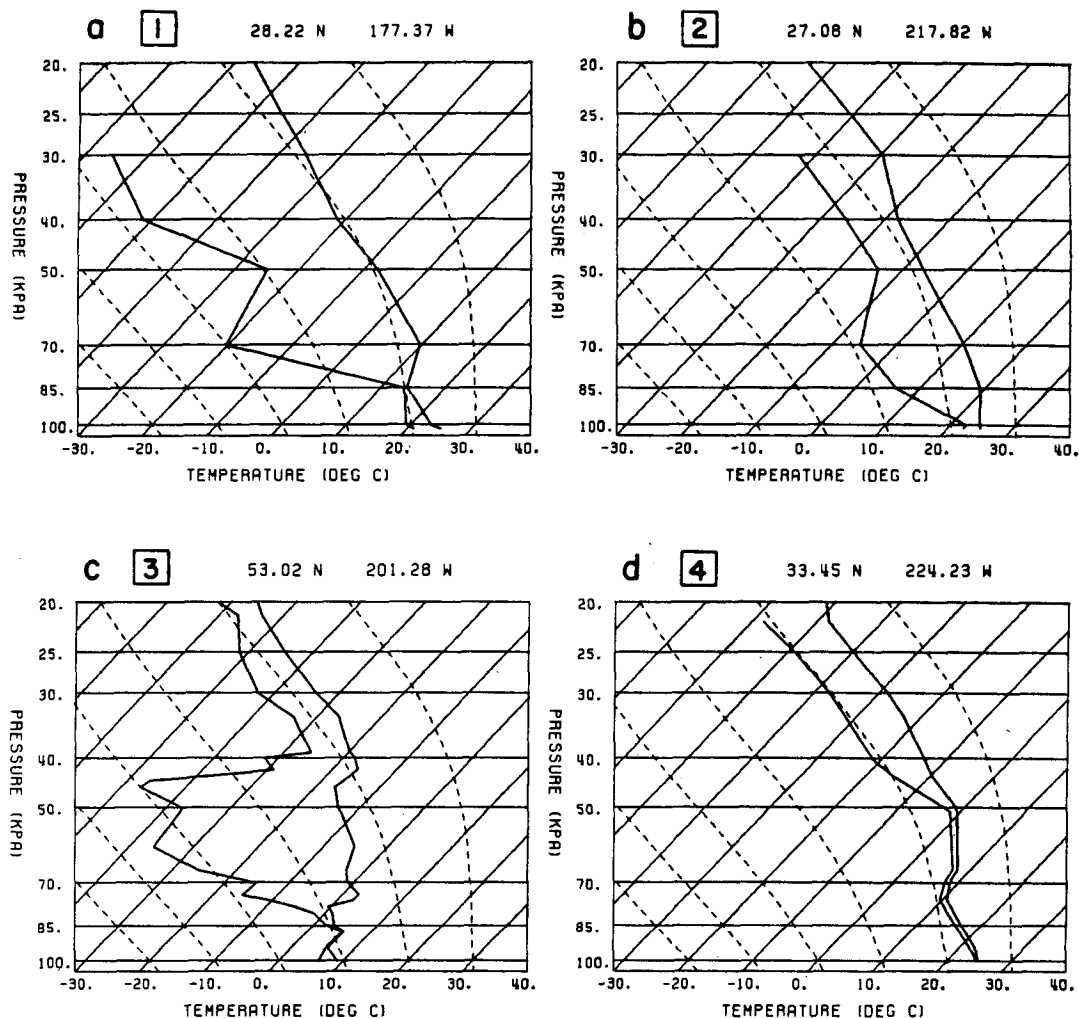 a 1 28.22 N 177.37 W
20.
25.
30.
40.
50.
70.
85.
100.
PRESSURE (KPA)
-30. -20. -10. 0. 10. 20. 30. 40.
TEMPERATURE (DEG C)
b 2 27.08 N 217.82 W
20.
25.
30.
40.
50.
70.
85.
100.
PRESSURE (KPA)
-30. -20. -10. 0. 10. 20. 30. 40.
TEMPERATURE (DEG C)
c 3 53.02 N 201.28 W
20.
25.
30.
40.
50.
70.
85.
100.
PRESSURE (KPA)
-30. -20. -10. 0. 10. 20. 30. 40.
TEMPERATURE (DEG C)
d 4 33.45 N 224.23 W
20.
25.
30.
40.
50.
70.
85.
100.
PRESSURE (KPA)
-30. -20. -10. 0. 10. 20. 30. 40.
TEMPERATURE (DEG C)